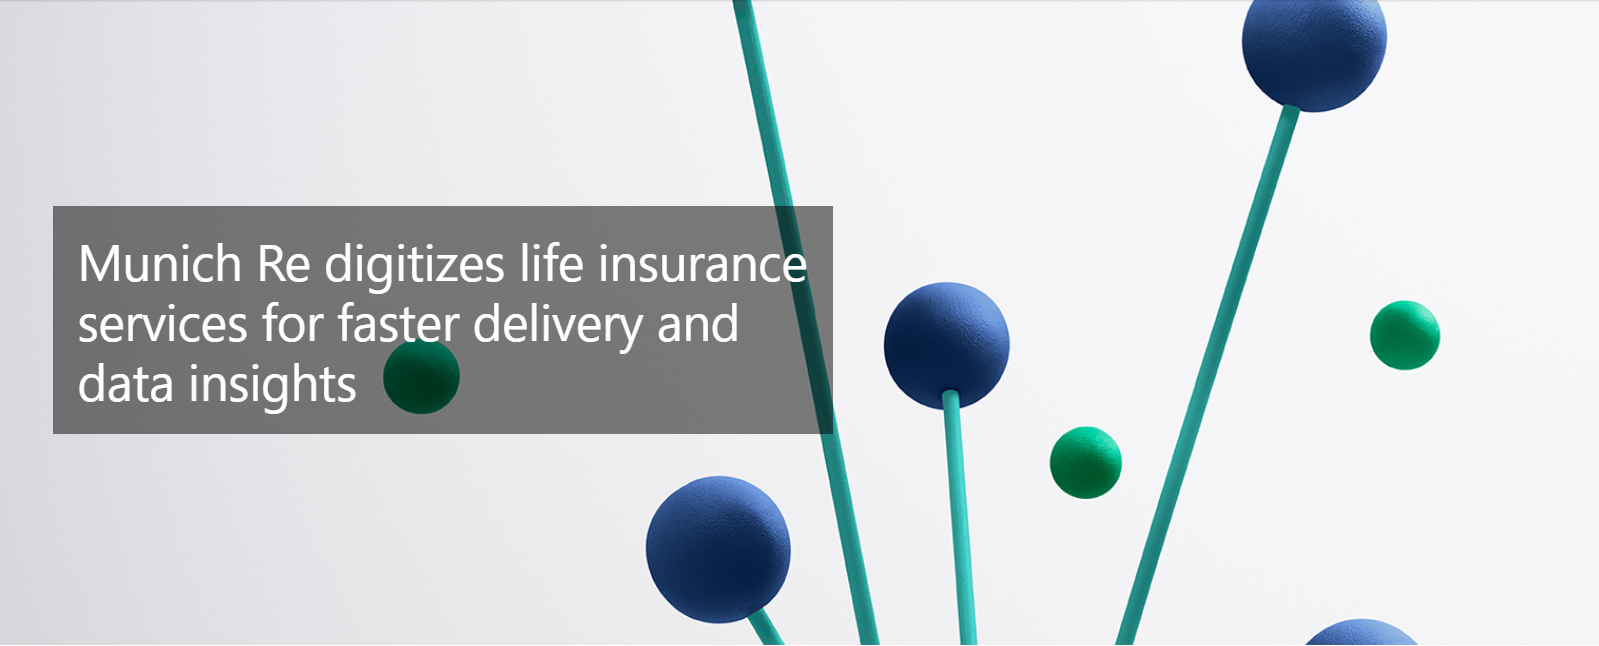 Munich Re digitizes life insurance
services for faster delivery and
data insights